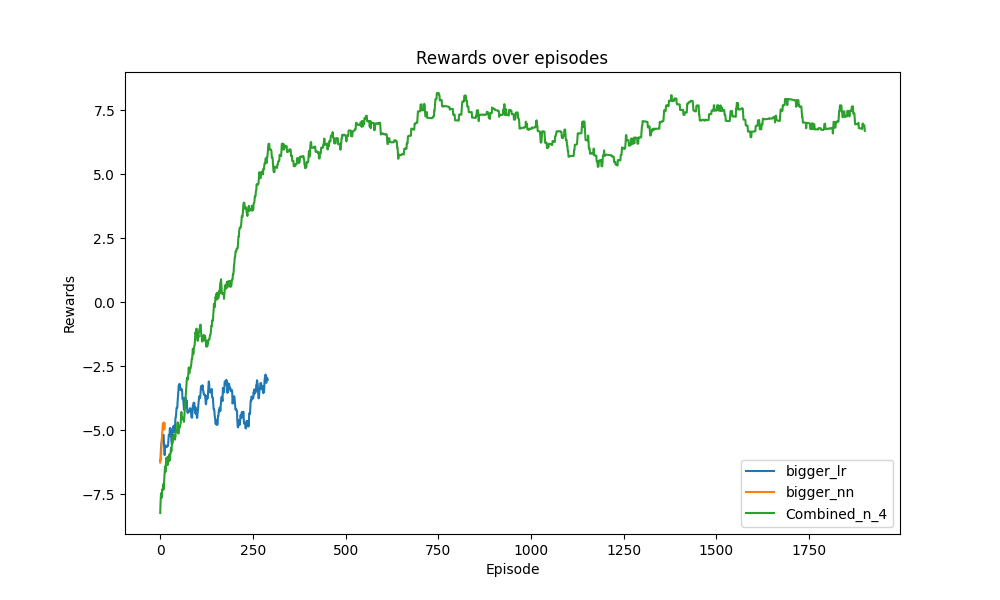 Rewards over episodes
7.5
5.0
2.5
0.0
−2.5
−5.0
−7.5
Rewards
0 250 500 750 1000 1250 1500 1750
Episode
bigger_lr
bigger_nn
Combined_n_4